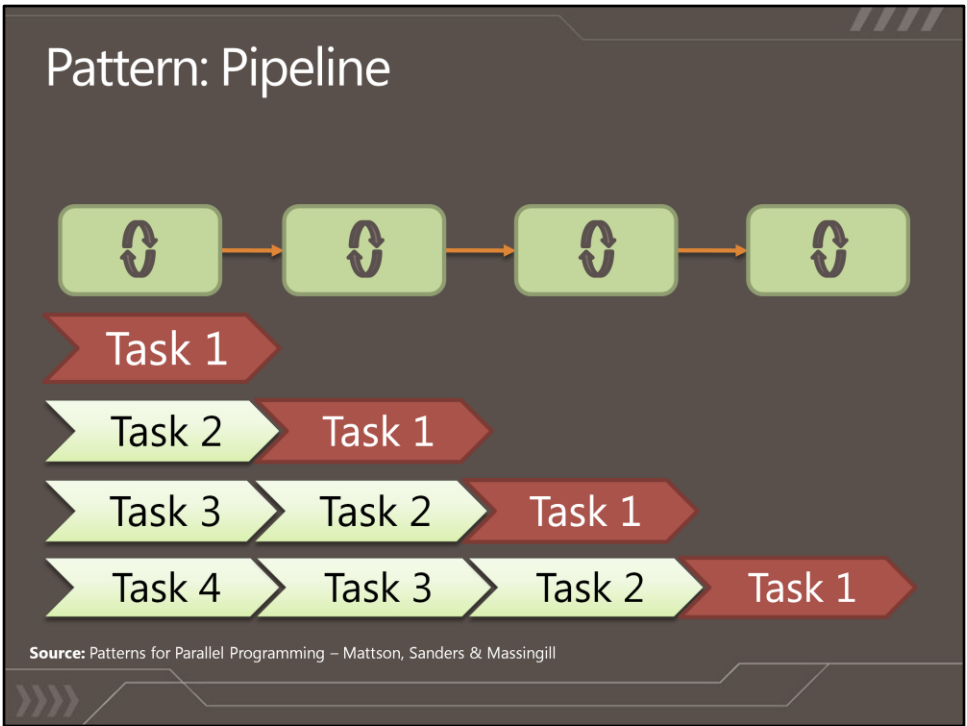 Pattern: Pipeline
Task 1
Task 2 Task 1
Task 3 Task 2 Task 1
Task 4 Task 3 Task 2 Task 1
Source: Patterns for Parallel Programming – Mattson, Sanders & Massingill